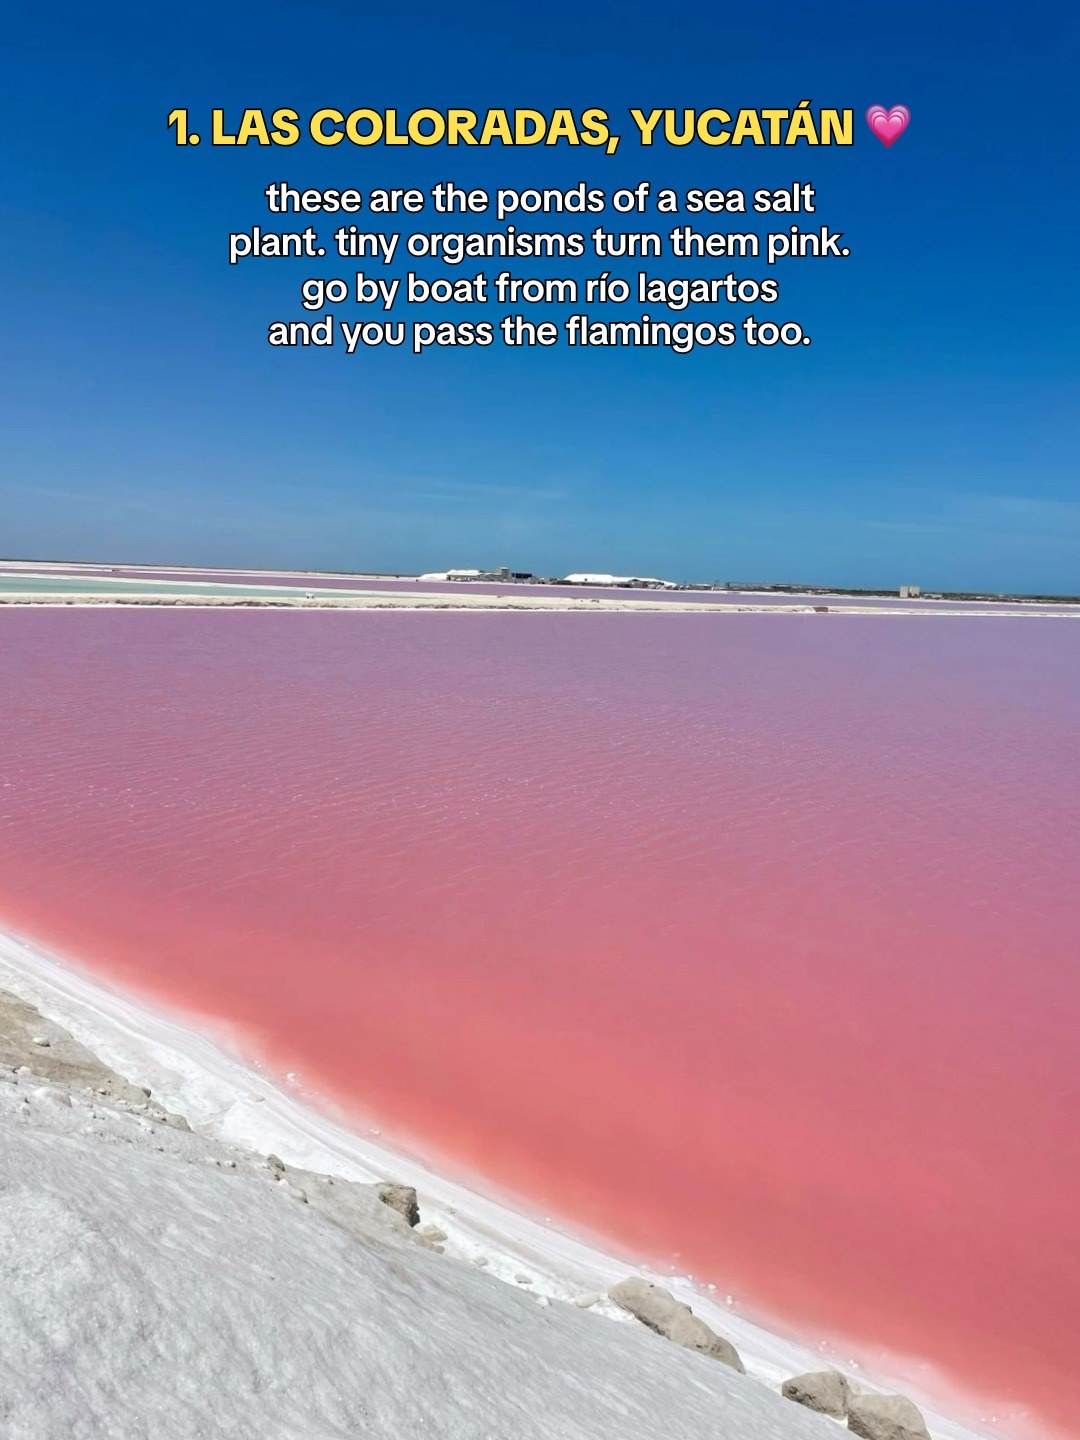 1. LAS COLORADAS, YUCATÁN 💗
these are the ponds of a sea salt
plant. tiny organisms turn them pink.
go by boat from río lagartos
and you pass the flamingos too.